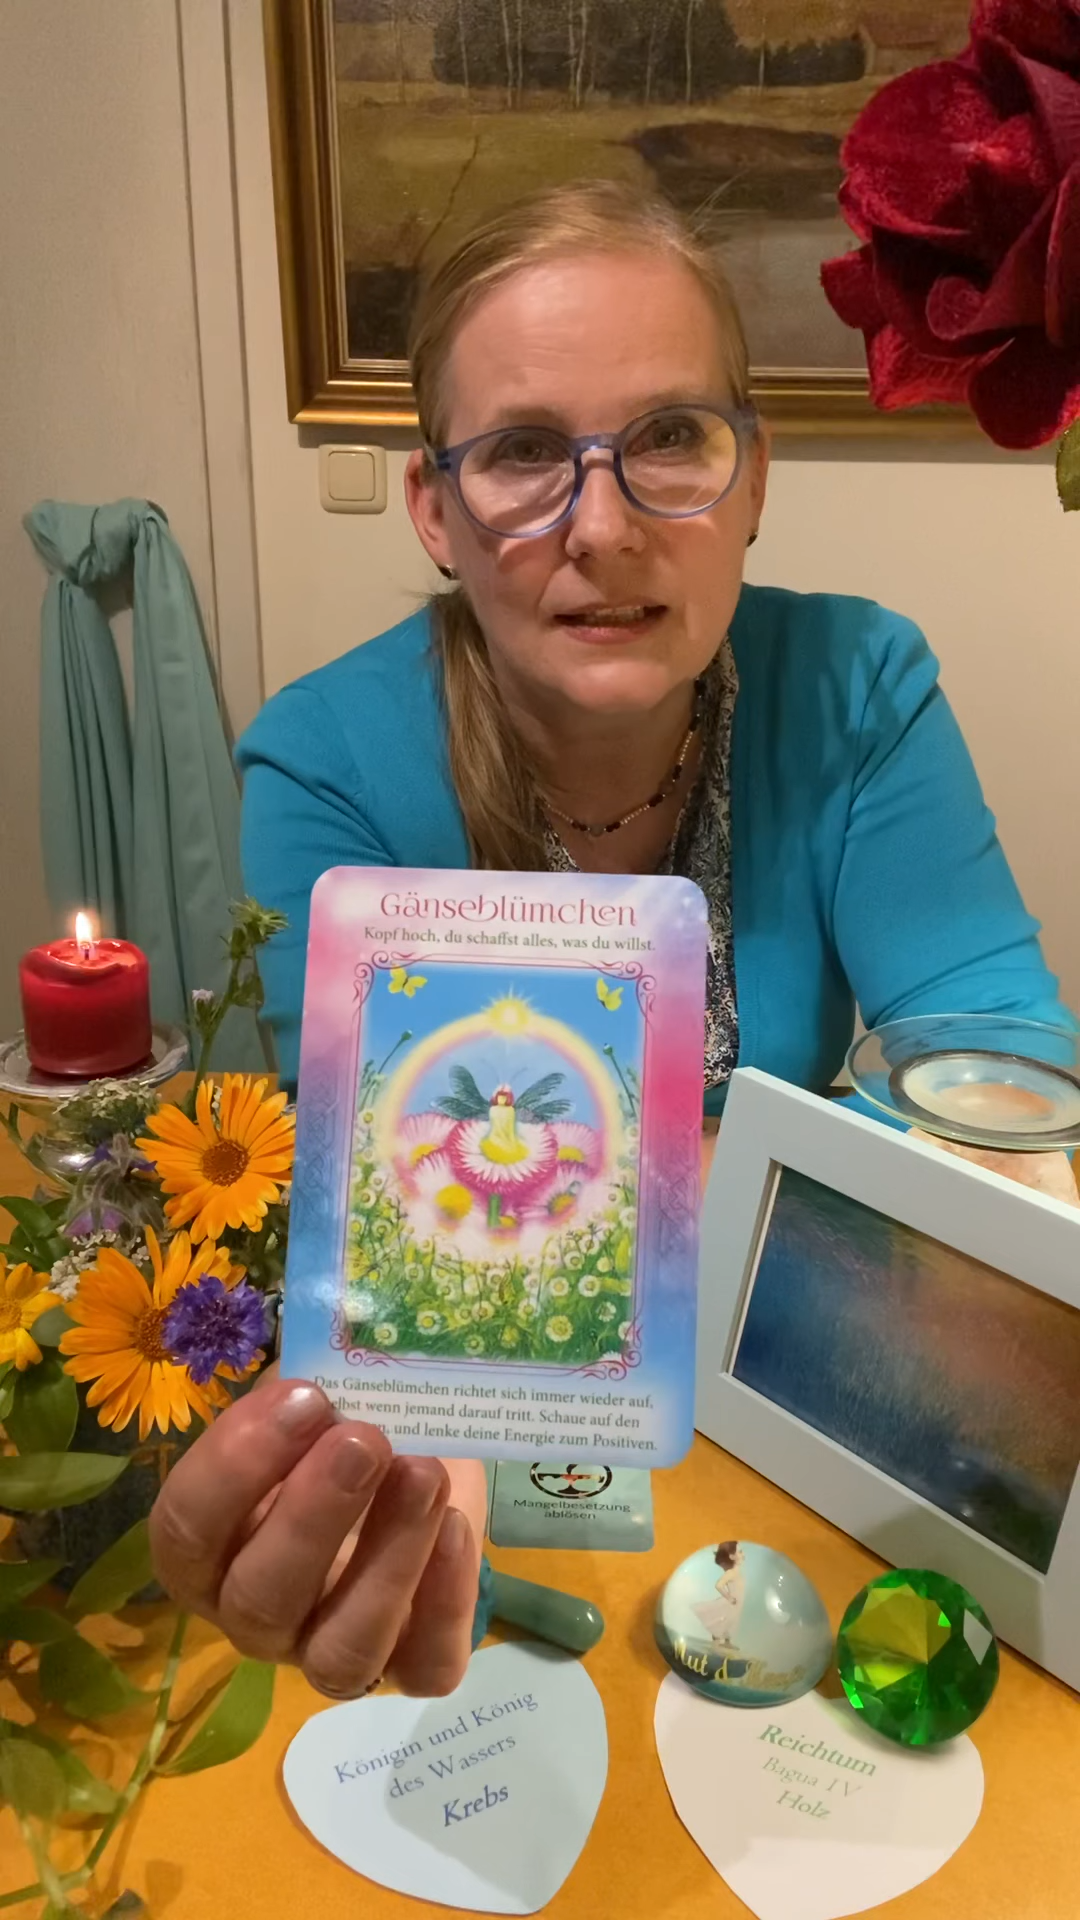 Gänseblümchen
Kopf hoch, du schaffst alles, was du willst.
Das Gänseblümchen richtet sich immer wieder auf,
selbst wenn jemand darauf tritt. Schaue auf den
und lenke deine Energie zum Positiven.
Mangelbesetzung
ablösen
Mut d
Königin und König
des Wassers
Krebs
Reichtum
Bagua IV
Holz